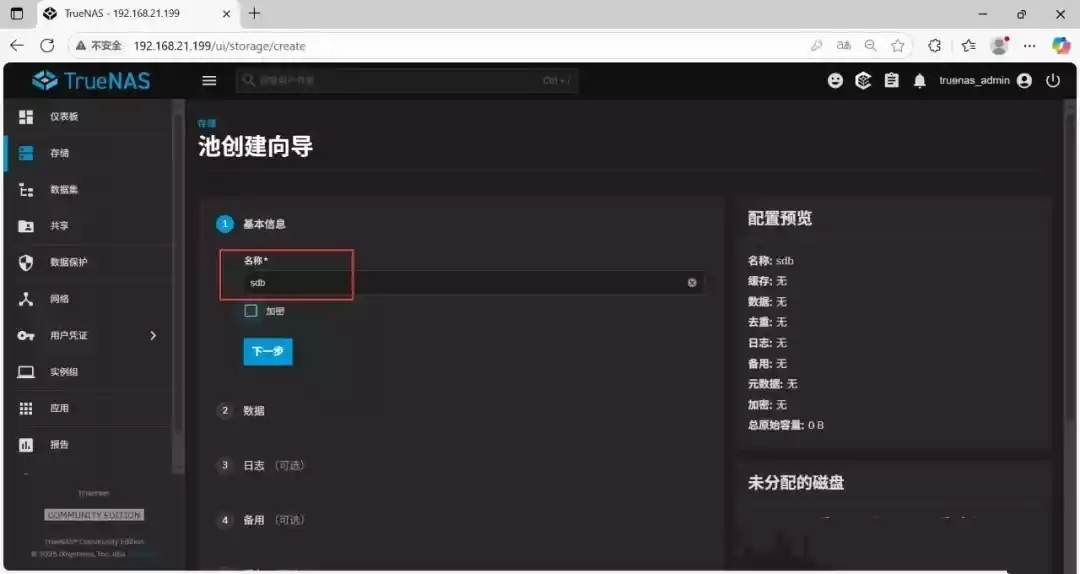 TrueNAS - 192.168.21.199
不安全 192.168.21.199/ui/storage/create
TrueNAS
Ctrl + /
truenas_admin
仪表板
存储
数据集
共享
数据保护
网络
用户凭证
实例组
应用
报告
COMMUNITY EDITION
TrueNAS® Community Edition
© 2025 iXsystems, Inc.
存储
池创建向导
1 基本信息
名称*
sdb
加密
下一步
2 数据
3 日志 (可选)
4 备用 (可选)
配置预览
名称: sdb
缓存: 无
数据: 无
去重: 无
日志: 无
备用: 无
元数据: 无
加密: 无
总原始容量: 0 B
未分配的磁盘